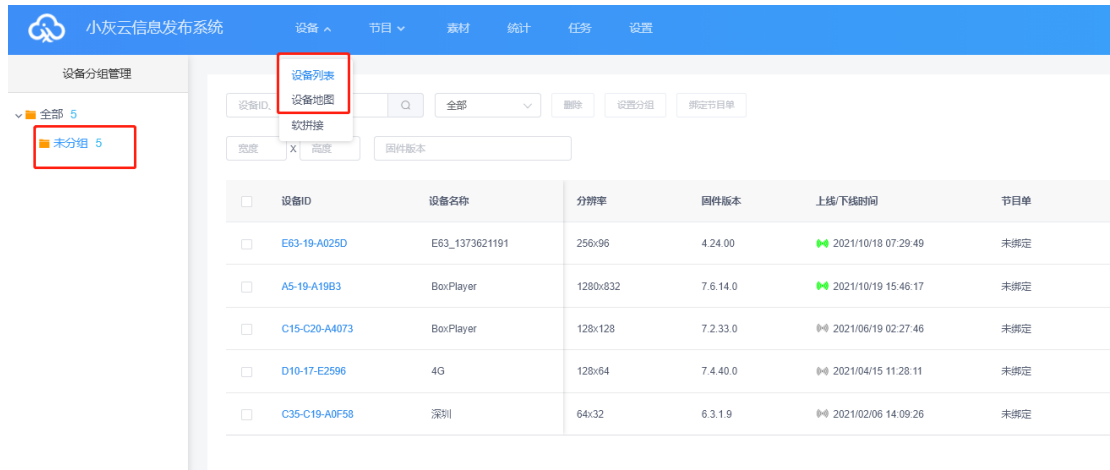 小灰云信息发布系统 设备 节目 素材 统计 任务 设置
设备分组管理
全部 5
未分组 5
设备列表
设备地图
软拼接
设备ID、 全部 删除 设置分组 绑定节目单
宽度 X 高度 固件版本
设备ID 设备名称 分辨率 固件版本 上线/下线时间 节目单
E63-19-A025D E63_1373621191 256x96 4.24.00 2021/10/18 07:29:49 未绑定
A5-19-A19B3 BoxPlayer 1280x832 7.6.14.0 2021/10/19 15:46:17 未绑定
C15-C20-A4073 BoxPlayer 128x128 7.2.33.0 2021/06/19 02:27:46 未绑定
D10-17-E2596 4G 128x64 7.4.40.0 2021/04/15 11:28:11 未绑定
C35-C19-A0F58 深圳 64x32 6.3.1.9 2021/02/06 14:09:26 未绑定